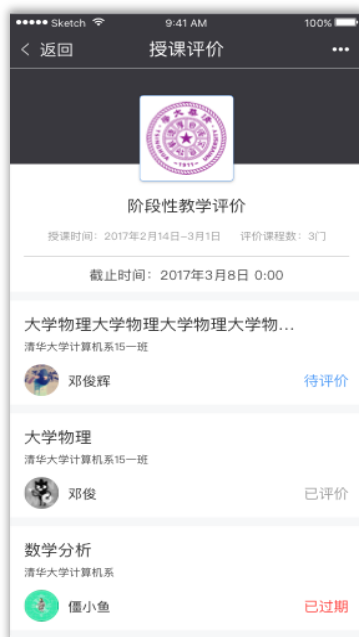 Sketch 9:41 AM 100%
返回 授课评价
阶段性教学评价
授课时间：2017年2月14日-3月1日 评价课程数：3门
截止时间：2017年3月8日 0:00
大学物理大学物理大学物理大学物...
清华大学计算机系15一班
邓俊辉 待评价
大学物理
清华大学计算机系15一班
邓俊 已评价
数学分析
清华大学计算机系
僵小鱼 已过期